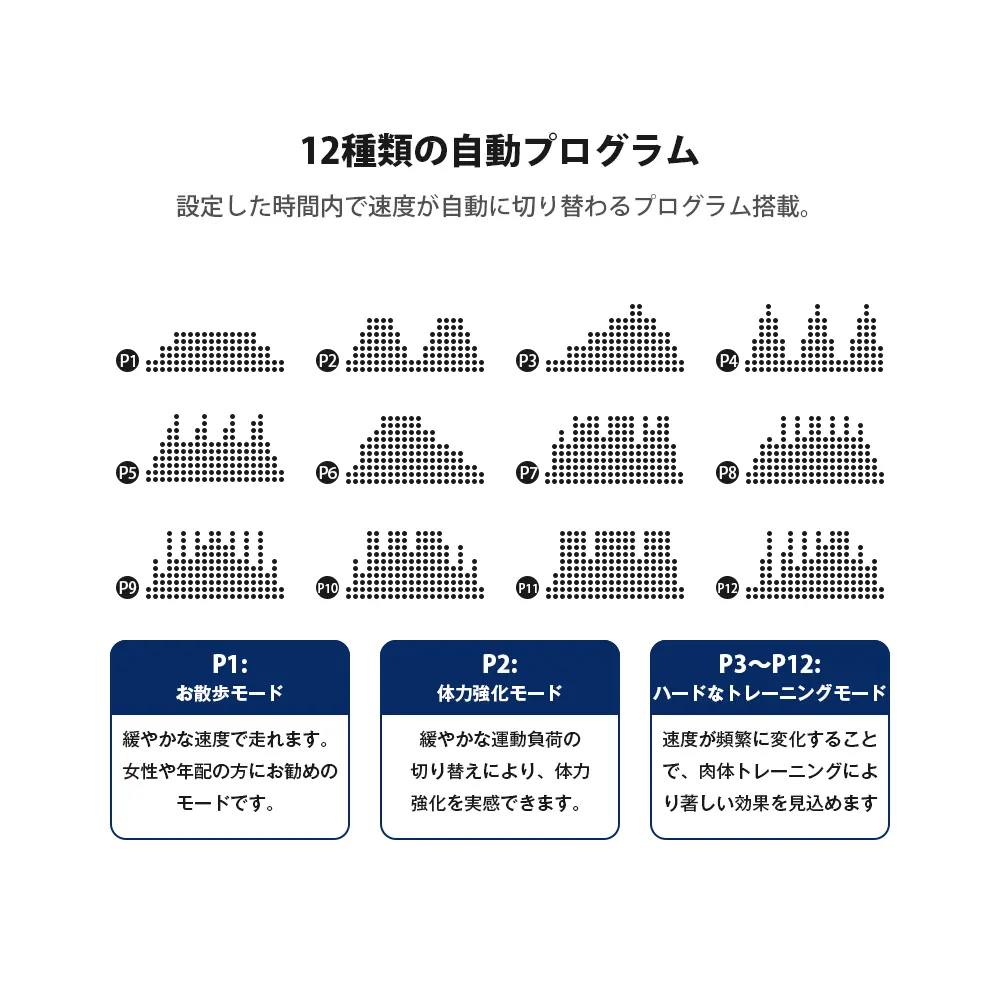 12種類の自動プログラム
設定した時間内で速度が自動に切り替わるプログラム搭載。
P1
P2
P3
P4
P5
P6
P7
P8
P9
P10
P11
P12
P1:
お散歩モード
緩やかな速度で走れます。
女性や年配の方にお勧めの
モードです。
P2:
体力強化モード
緩やかな運動負荷の
切り替えにより、体力
強化を実感できます。
P3～P12:
ハードなトレーニングモード
速度が頻繁に変化すること
で、肉体トレーニングによ
り著しい効果を見込めます